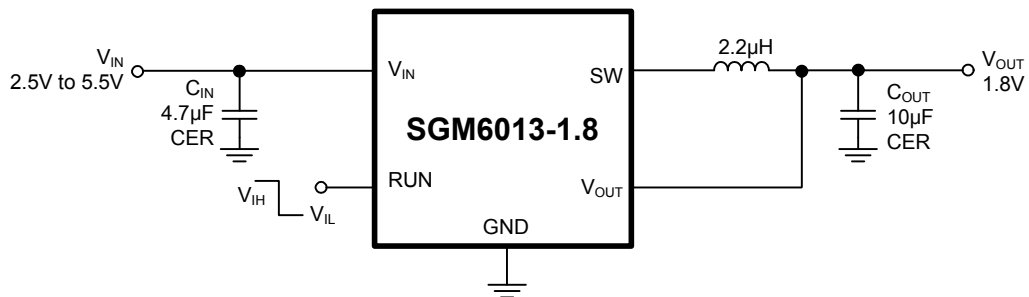 V_IN
2.5V to 5.5V
C_IN
4.7µF
CER
V_IH
V_IL
V_IN
RUN
SGM6013-1.8
GND
SW
V_OUT
2.2µH
C_OUT
10µF
CER
V_OUT
1.8V